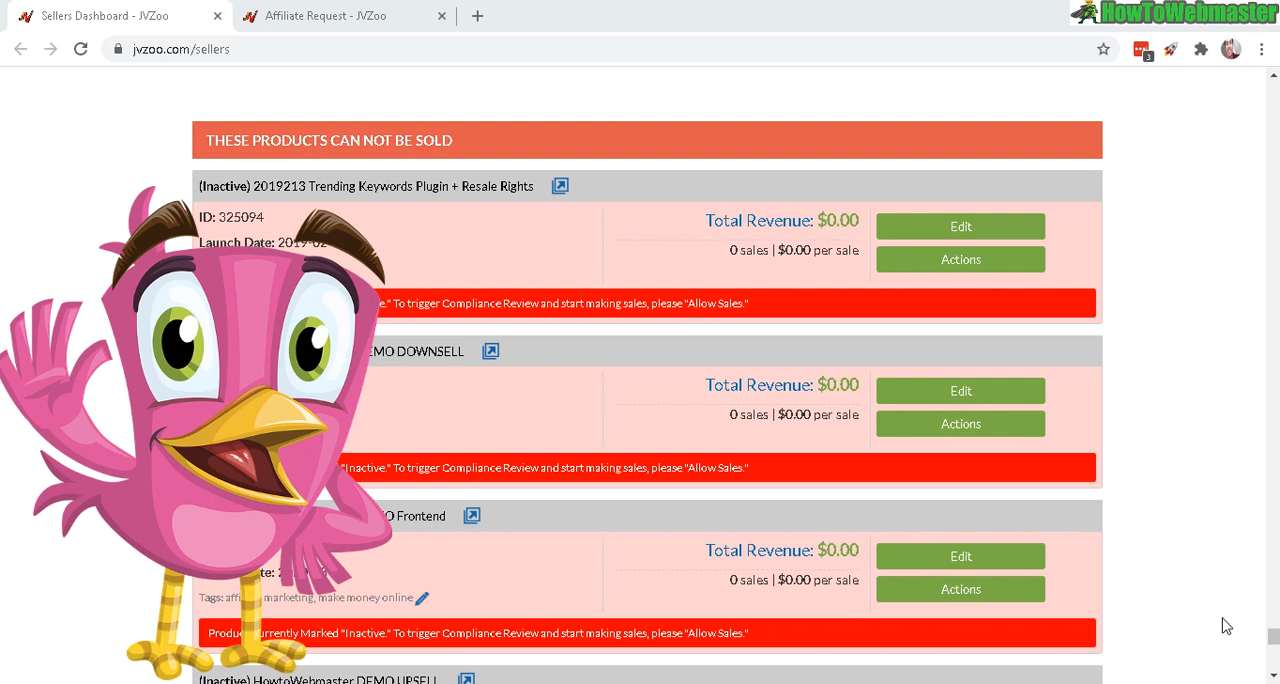 Sellers Dashboard - JVZoo
Affiliate Request - JVZoo
HowToWebmaster
jvzoo.com/sellers
3
THESE PRODUCTS CAN NOT BE SOLD
(Inactive) 2019213 Trending Keywords Plugin + Resale Rights
ID: 325094
Launch Date: 2019-02
Total Revenue: $0.00
0 sales | $0.00 per sale
Edit
Actions
To trigger Compliance Review and start making sales, please "Allow Sales."
DOWNSELL
Total Revenue: $0.00
0 sales | $0.00 per sale
Edit
Actions
"Inactive." To trigger Compliance Review and start making sales, please "Allow Sales."
Frontend
Total Revenue: $0.00
0 sales | $0.00 per sale
Edit
Actions
Tags: marketing, make money online
Currently Marked "Inactive." To trigger Compliance Review and start making sales, please "Allow Sales."
(Inactive) HowtoWebmaster DEMO UPSELL